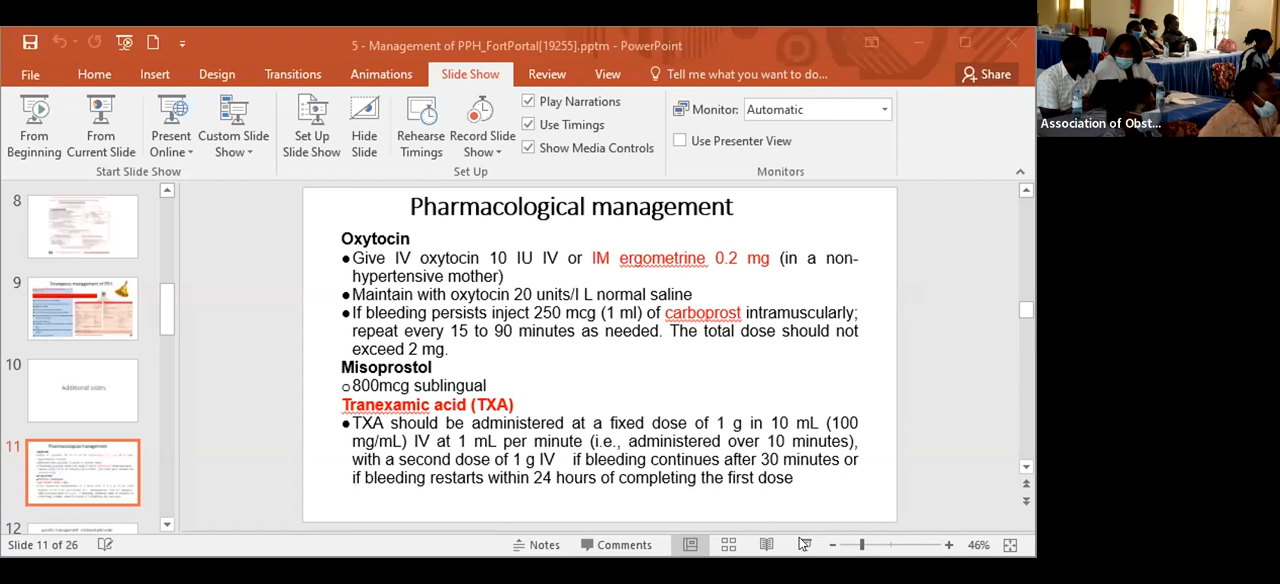 5 - Management of PPH_FortPortal[19255].pptm - PowerPoint
File Home Insert Design Transitions Animations Slide Show Review View Tell me what you want to do... Share
From Beginning
From Current Slide
Present Online
Custom Slide Show
Start Slide Show
Set Up Slide Show
Hide Slide
Rehearse Timings
Record Slide Show
Play Narrations
Use Timings
Show Media Controls
Set Up
Monitor: Automatic
Use Presenter View
Monitors
Association of Obst...
8
9
Emergency management of PPH
10
Additional slides
11
Pharmacological management
12
Pharmacological management
Oxytocin
●Give IV oxytocin 10 IU IV or IM ergometrine 0.2 mg (in a non-
hypertensive mother)
●Maintain with oxytocin 20 units/I L normal saline
●If bleeding persists inject 250 mcg (1 ml) of carboprost intramuscularly;
repeat every 15 to 90 minutes as needed. The total dose should not
exceed 2 mg.
Misoprostol
○800mcg sublingual
Tranexamic acid (TXA)
●TXA should be administered at a fixed dose of 1 g in 10 mL (100
mg/mL) IV at 1 mL per minute (i.e., administered over 10 minutes),
with a second dose of 1 g IV if bleeding continues after 30 minutes or
if bleeding restarts within 24 hours of completing the first dose
Slide 11 of 26
Notes Comments 46%